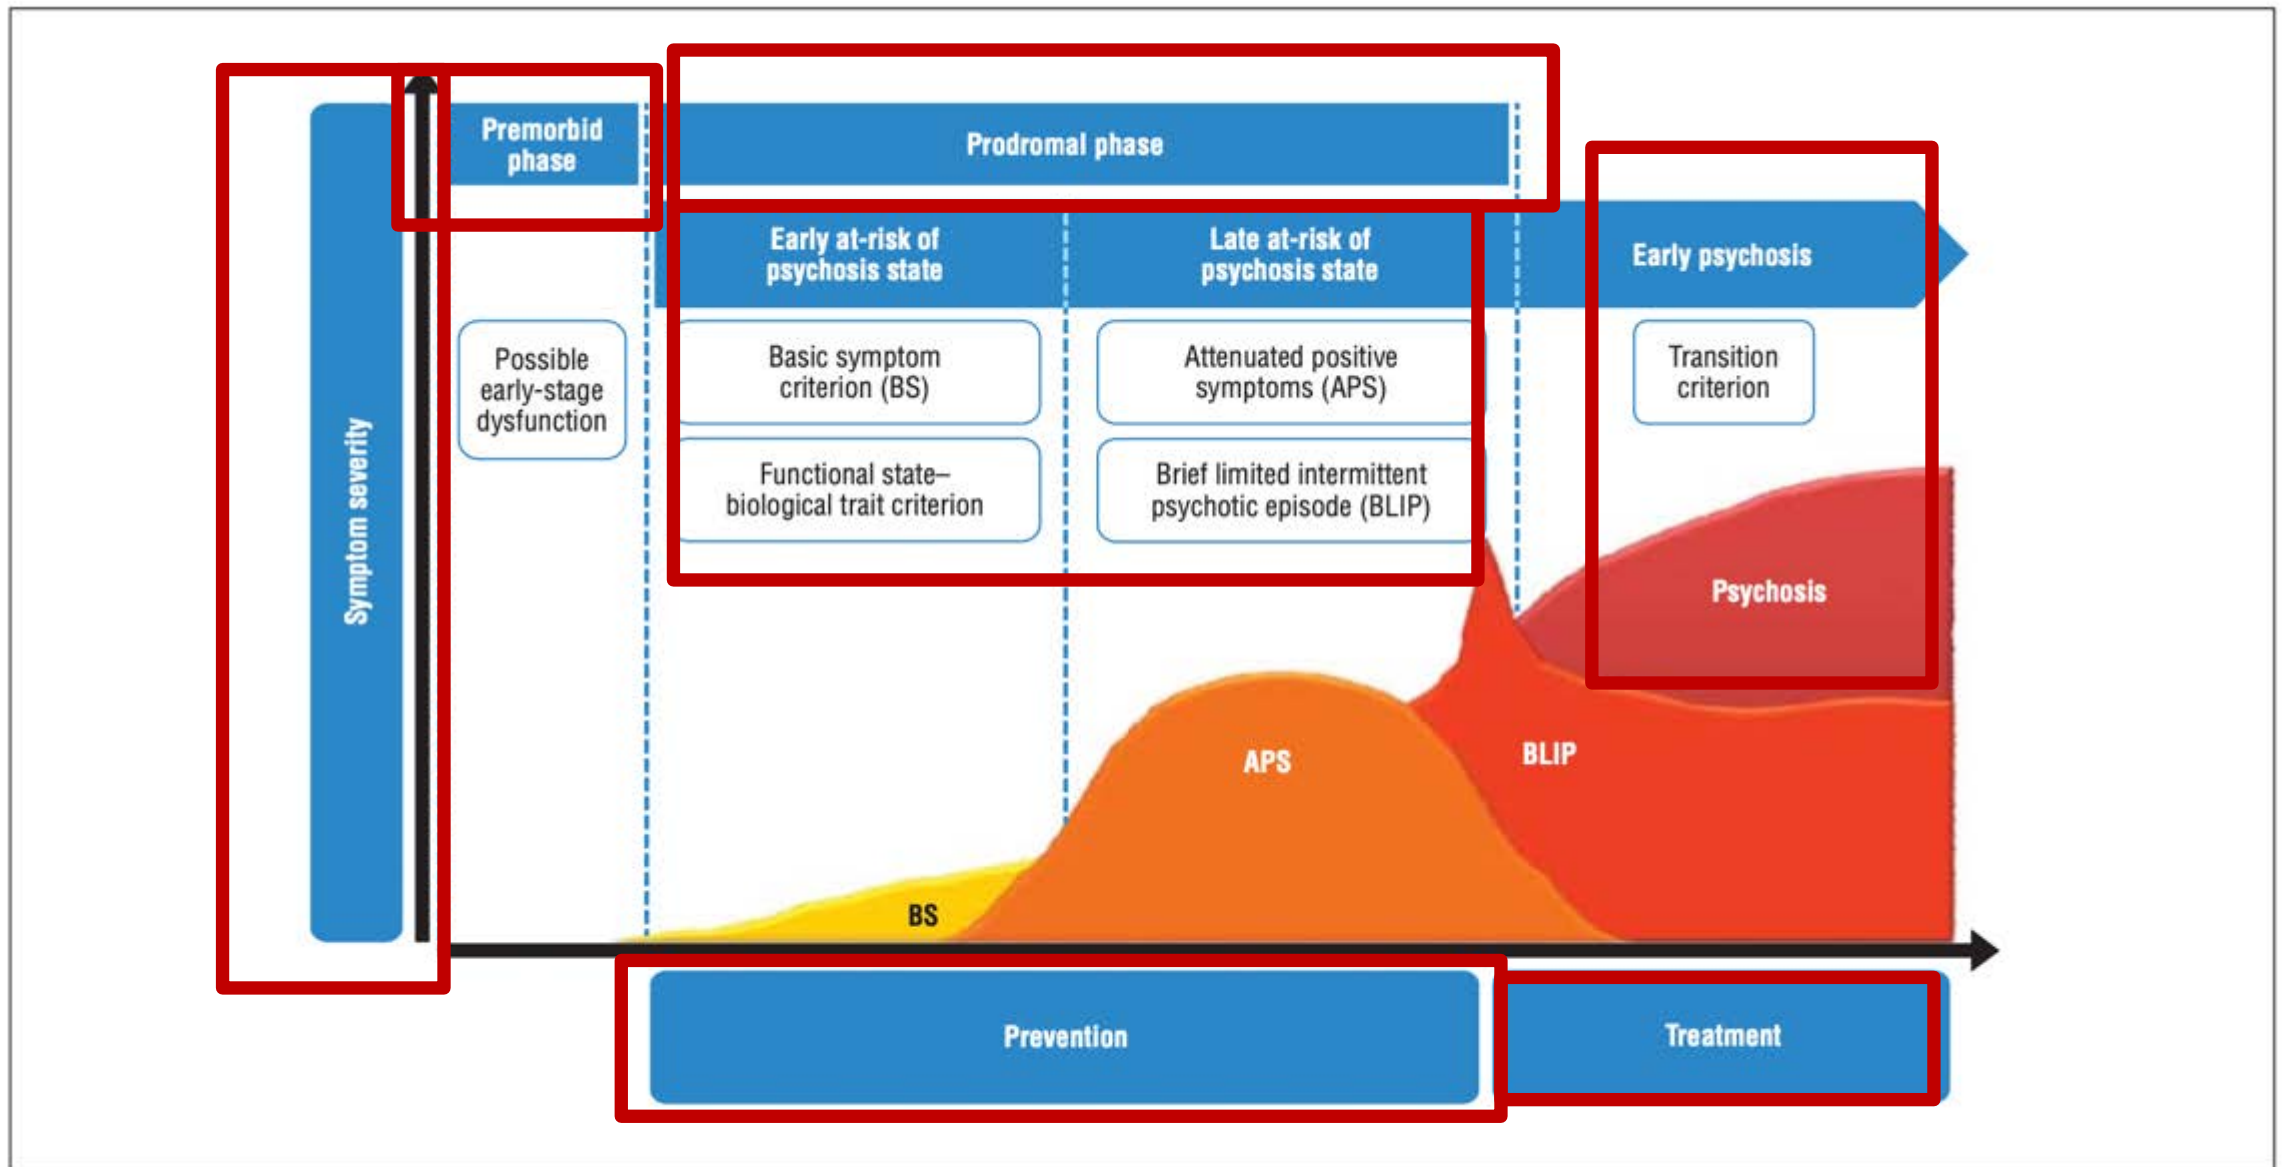 Symptom severity
Premorbid
phase
Prodromal phase
Early at-risk of
psychosis state
Late at-risk of
psychosis state
Early psychosis
Possible
early-stage
dysfunction
Basic symptom
criterion (BS)
Attenuated positive
symptoms (APS)
Transition
criterion
Functional state–
biological trait criterion
Brief limited intermittent
psychotic episode (BLIP)
Psychosis
APS
BLIP
BS
Prevention
Treatment